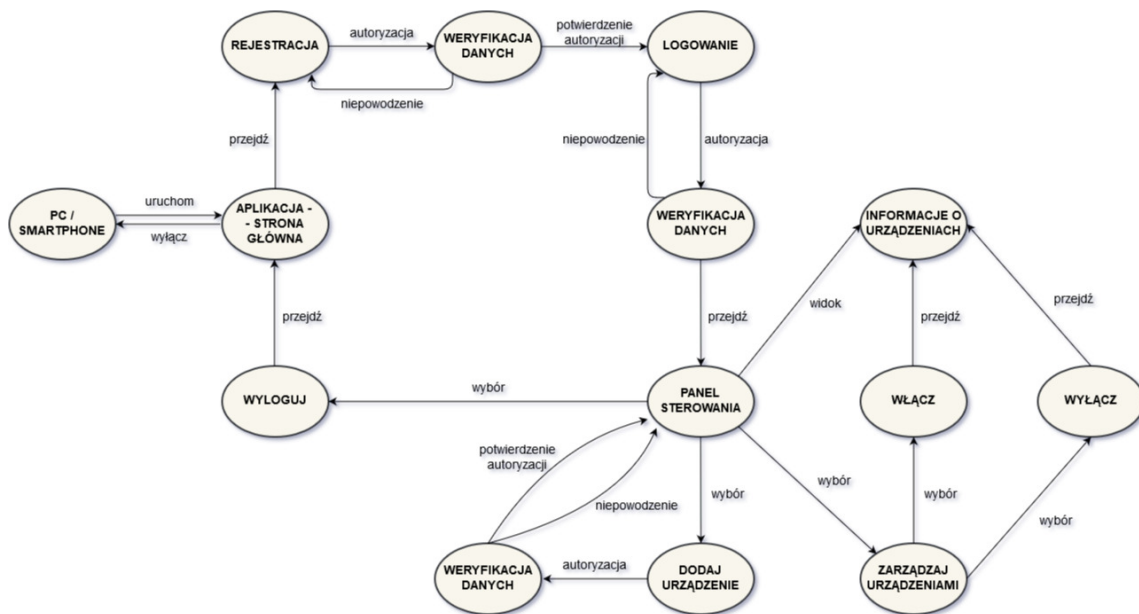 REJESTRACJA
autoryzacja
WERYFIKACJA
DANYCH
potwierdzenie
autoryzacji
LOGOWANIE
niepowodzenie
przejdź
niepowodzenie
autoryzacja
PC /
SMARTPHONE
uruchom
wyłącz
APLIKACJA -
- STRONA
GŁÓWNA
WERYFIKACJA
DANYCH
INFORMACJE O
URZĄDZENIACH
przejdź
przejdź
widok
przejdź
przejdź
WYLOGUJ
wybór
PANEL
STEROWANIA
WŁĄCZ
WYŁĄCZ
potwierdzenie
autoryzacji
niepowodzenie
wybór
wybór
wybór
wybór
WERYFIKACJA
DANYCH
autoryzacja
DODAJ
URZĄDZENIE
ZARZĄDZAJ
URZĄDZENIAMI